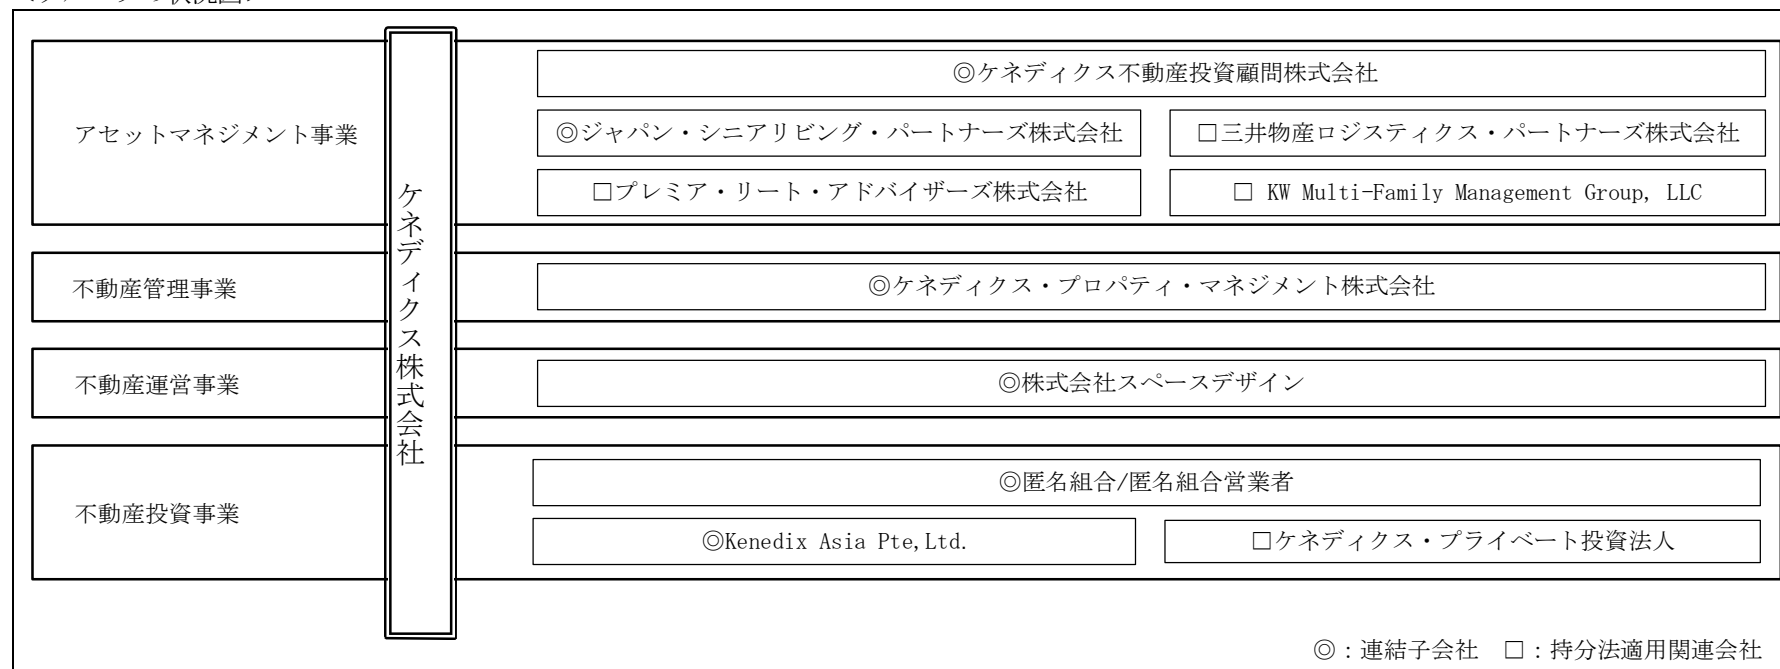 アセットマネジメント事業
ケネディクス株式会社
◎ケネディクス不動産投資顧問株式会社
◎ジャパン・シニアリビング・パートナーズ株式会社
□三井物産ロジスティクス・パートナーズ株式会社
□プレミア・リート・アドバイザーズ株式会社
□ KW Multi-Family Management Group, LLC
不動産管理事業
◎ケネディクス・プロパティ・マネジメント株式会社
不動産運営事業
◎株式会社スペースデザイン
不動産投資事業
◎匿名組合/匿名組合営業者
◎Kenedix Asia Pte,Ltd.
□ケネディクス・プライベート投資法人
◎：連結子会社　□：持分法適用関連会社